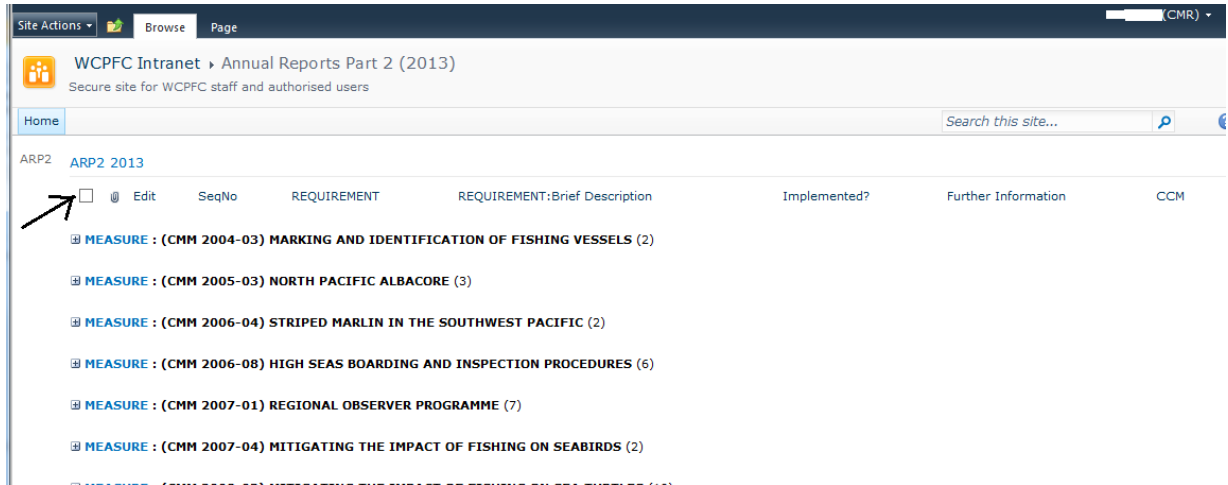 Site Actions Browse Page (CMR)
WCPFC Intranet Annual Reports Part 2 (2013)
Secure site for WCPFC staff and authorised users
Home Search this site...
ARP2 ARP2 2013
Edit SeqNo REQUIREMENT REQUIREMENT:Brief Description Implemented? Further Information CCM
MEASURE : (CMM 2004-03) MARKING AND IDENTIFICATION OF FISHING VESSELS (2)
MEASURE : (CMM 2005-03) NORTH PACIFIC ALBACORE (3)
MEASURE : (CMM 2006-04) STRIPED MARLIN IN THE SOUTHWEST PACIFIC (2)
MEASURE : (CMM 2006-08) HIGH SEAS BOARDING AND INSPECTION PROCEDURES (6)
MEASURE : (CMM 2007-01) REGIONAL OBSERVER PROGRAMME (7)
MEASURE : (CMM 2007-04) MITIGATING THE IMPACT OF FISHING ON SEABIRDS (2)